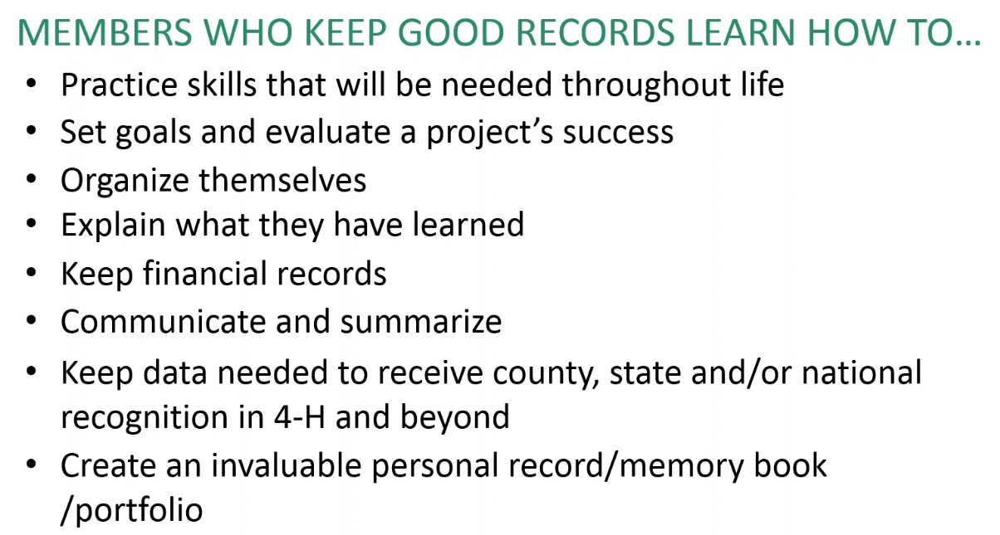 MEMBERS WHO KEEP GOOD RECORDS LEARN HOW TO…
• Practice skills that will be needed throughout life
• Set goals and evaluate a project’s success
• Organize themselves
• Explain what they have learned
• Keep financial records
• Communicate and summarize
• Keep data needed to receive county, state and/or national
recognition in 4-H and beyond
• Create an invaluable personal record/memory book
/portfolio